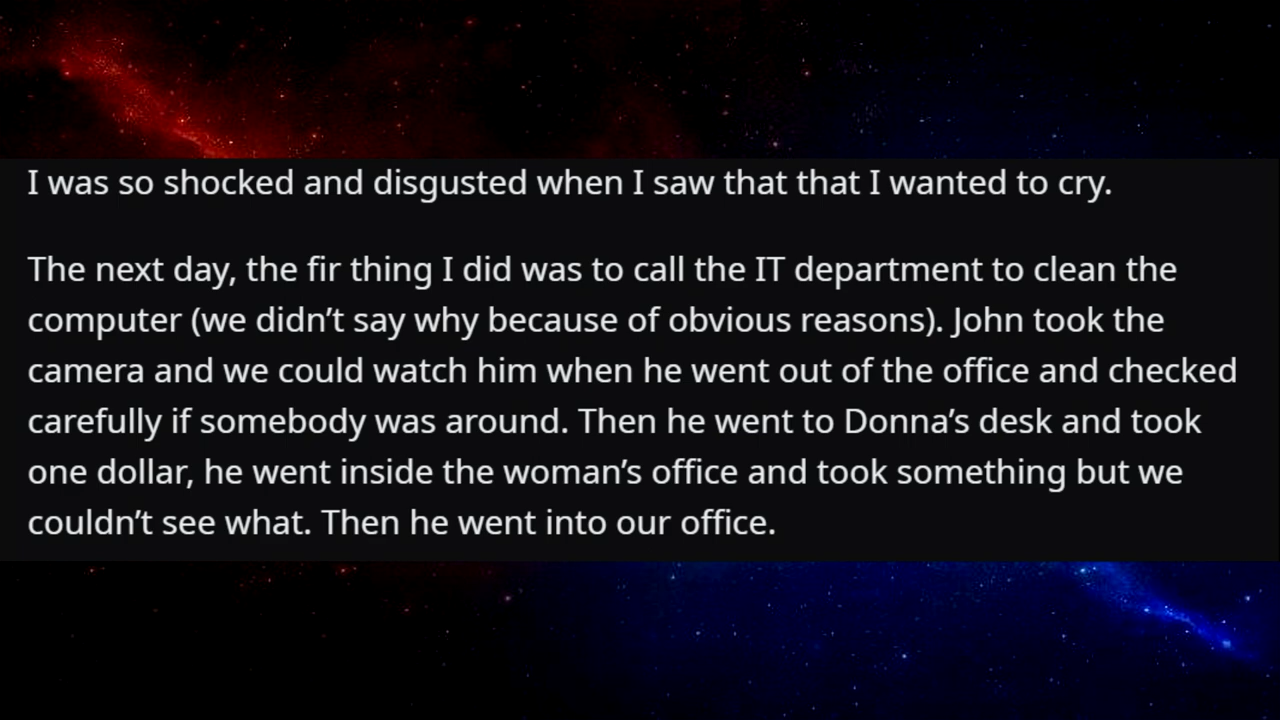 I was so shocked and disgusted when I saw that that I wanted to cry.
The next day, the fir thing I did was to call the IT department to clean the
computer (we didn’t say why because of obvious reasons). John took the
camera and we could watch him when he went out of the office and checked
carefully if somebody was around. Then he went to Donna’s desk and took
one dollar, he went inside the woman’s office and took something but we
couldn’t see what. Then he went into our office.